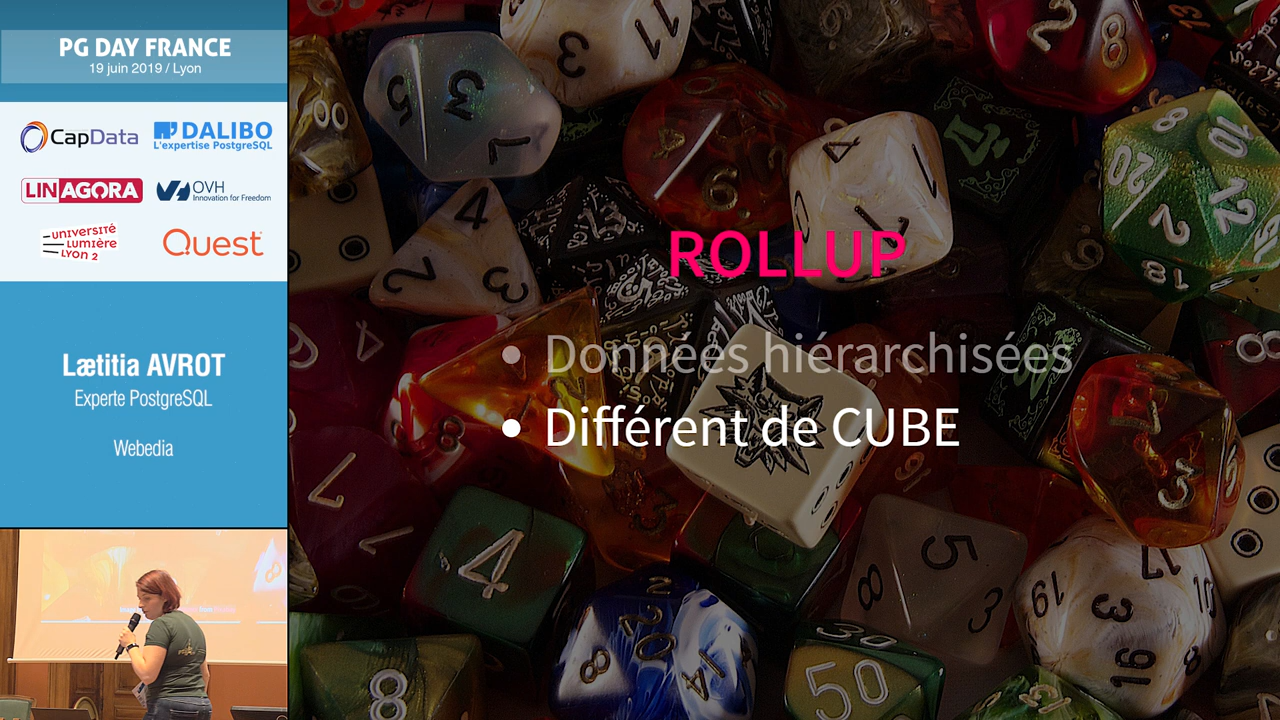 PG DAY FRANCE
19 juin 2019 / Lyon
CapData
DALIBO
L'expertise PostgreSQL
LINAGORA
OVH
Innovation for Freedom
UNIVERSITÉ
LUMIÈRE
LYON 2
Quest
Lætitia AVROT
Experte PostgreSQL
Webedia
ROLLUP
• Données hiérarchisées
• Différent de CUBE